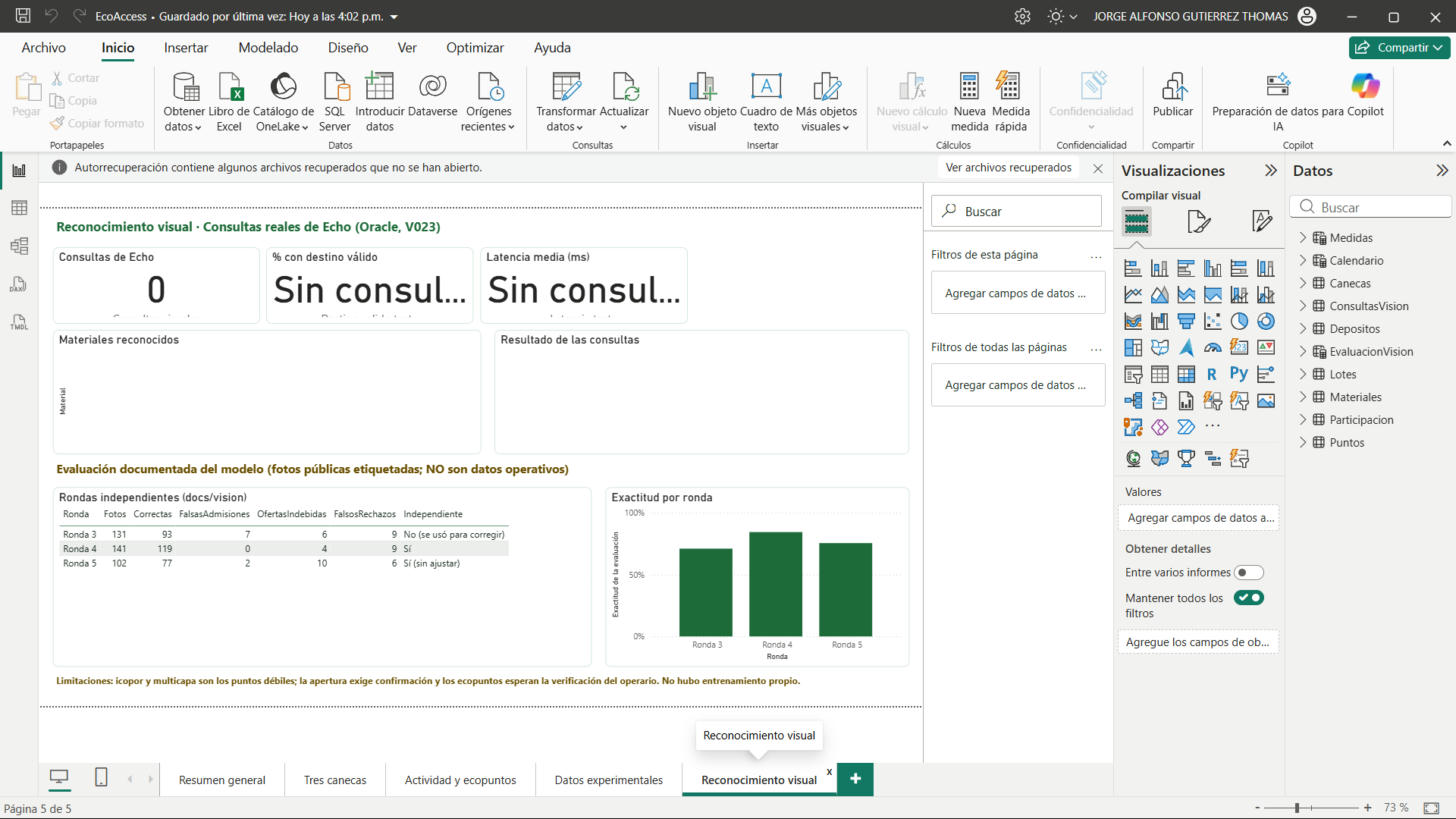 EcoAccess • Guardado por última vez: Hoy a las 4:02 p.m.
JORGE ALFONSO GUTIERREZ THOMAS
Archivo
Inicio
Insertar
Modelado
Diseño
Ver
Optimizar
Ayuda
Compartir
Pegar
Cortar
Copia
Copiar formato
Portapapeles
Obtener datos
Libro de Excel
Catálogo de OneLake
SQL Server
Introducir datos
Dataverse
Orígenes recientes
Datos
Transformar datos
Actualizar
Consultas
Nuevo objeto visual
Cuadro de texto
Más objetos visuales
Insertar
Nuevo cálculo visual
Nueva medida
Medida rápida
Cálculos
Confidencialidad
Confidencialidad
Publicar
Compartir
Preparación de datos para IA
Copilot
Copilot
Autorrecuperación contiene algunos archivos recuperados que no se han abierto.
Ver archivos recuperados
DAX
TMDL
Reconocimiento visual · Consultas reales de Echo (Oracle, V023)
Consultas de Echo
0
% con destino válido
Sin consul...
Latencia media (ms)
Sin consul...
Materiales reconocidos
Material
Resultado de las consultas
Evaluación documentada del modelo (fotos públicas etiquetadas; NO son datos operativos)
Rondas independientes (docs/vision)
Ronda Fotos Correctas FalsasAdmisiones OfertasIndebidas FalsosRechazos Independiente
Ronda 3 131 93 7 6 9 No (se usó para corregir)
Ronda 4 141 119 0 4 9 Sí
Ronda 5 102 77 2 10 6 Sí (sin ajustar)
Exactitud por ronda
Exactitud de la evaluación
100%
50%
0%
Ronda 3 Ronda 4 Ronda 5
Ronda
Limitaciones: icopor y multicapa son los puntos débiles; la apertura exige confirmación y los ecopuntos esperan la verificación del operario. No hubo entrenamiento propio.
Reconocimiento visual
Buscar
Filtros de esta página ...
Agregar campos de datos ...
Filtros de todas las páginas ...
Agregar campos de datos ...
Visualizaciones
Compilar visual
123
R
Py
...
Valores
Agregar campos de datos a...
Obtener detalles
Entre varios informes
Mantener todos los
filtros
Agregue los campos de ob...
Datos
Buscar
Medidas
Calendario
Canecas
ConsultasVision
Depositos
EvaluacionVision
Lotes
Materiales
Participacion
Puntos
Resumen general
Tres canecas
Actividad y ecopuntos
Datos experimentales
Reconocimiento visual
x
+
Página 5 de 5
- + 73 %